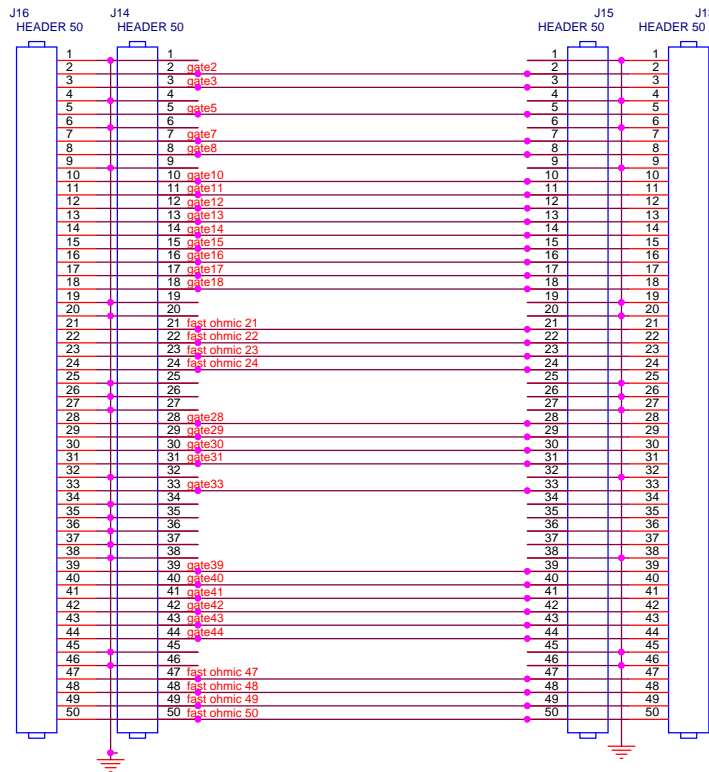 J16 J14 J15
HEADER 50 HEADER 50 HEADER 50 HEADER 50
1 1 1 1
2 2 gate2 2 2
3 3 gate3 3 3
4 4 4 4
5 5 gate5 5 5
6 6 6 6
7 7 gate7 7 7
8 8 gate8 8 8
9 9 9 9
10 10 gate10 10 10
11 11 gate11 11 11
12 12 gate12 12 12
13 13 gate13 13 13
14 14 gate14 14 14
15 15 gate15 15 15
16 16 gate16 16 16
17 17 gate17 17 17
18 18 gate18 18 18
19 19 19 19
20 20 20 20
21 21 fast ohmic 21 21 21
22 22 fast ohmic 22 22 22
23 23 fast ohmic 23 23 23
24 24 fast ohmic 24 24 24
25 25 25 25
26 26 26 26
27 27 27 27
28 28 gate28 28 28
29 29 gate29 29 29
30 30 gate30 30 30
31 31 gate31 31 31
32 32 32 32
33 33 gate33 33 33
34 34 34 34
35 35 35 35
36 36 36 36
37 37 37 37
38 38 38 38
39 39 gate39 39 39
40 40 gate40 40 40
41 41 gate41 41 41
42 42 gate42 42 42
43 43 gate43 43 43
44 44 gate44 44 44
45 45 45 45
46 46 46 46
47 47 fast ohmic 47 47 47
48 48 fast ohmic 48 48 48
49 49 fast ohmic 49 49 49
50 50 fast ohmic 50 50 50